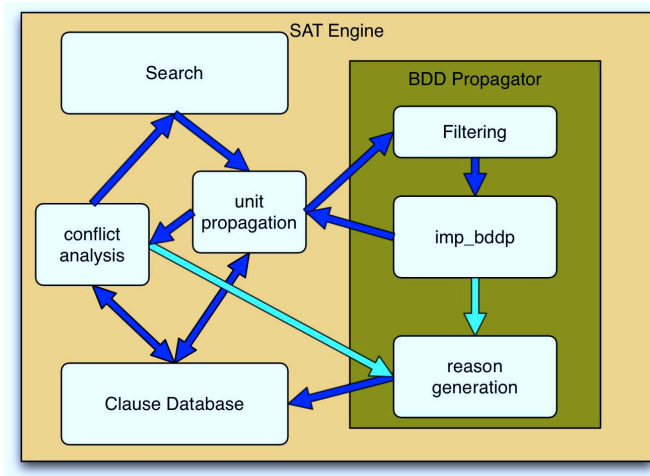 SAT Engine
Search
BDD Propagator
Filtering
unit
propagation
conflict
analysis
imp_bddp
reason
generation
Clause Database